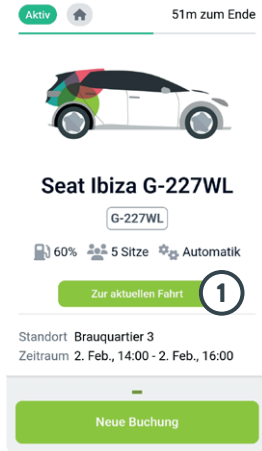 Aktiv 51m zum Ende
Seat Ibiza G-227WL
G-227WL
60% 5 Sitze Automatik
Zur aktuellen Fahrt 1
Standort Brauquartier 3
Zeitraum 2. Feb., 14:00 - 2. Feb., 16:00
Neue Buchung